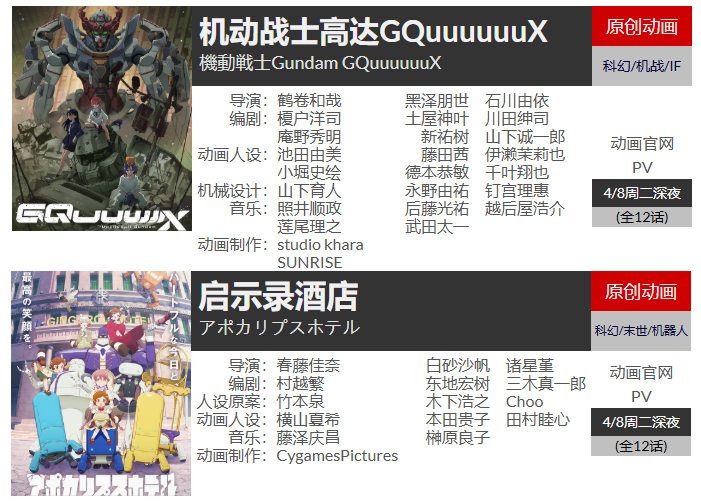 机动战士高达GQuuuuuuX
機動戦士Gundam GQuuuuuuX
原创动画
科幻/机战/IF
导演： 鹤卷和哉 黑泽朋世 石川由依
编剧： 榎户洋司 土屋神叶 川田绅司
庵野秀明 新祐树 山下诚一郎
动画人设： 池田由美 藤田茜 伊濑茉莉也
小堀史绘 德本恭敏 千叶翔也
机械设计： 山下育人 永野由祐 钉宫理惠
音乐： 照井顺政 后藤光祐 越后屋浩介
莲尾理之 武田太一
动画制作： studio khara
SUNRISE
动画官网
PV
4/8周二深夜
(全12话)
GQuuuuuuX
启示录酒店
アポカリプスホテル
原创动画
科幻/末世/机器人
导演： 春藤佳奈 白砂沙帆 诸星堇
编剧： 村越繁 东地宏树 三木真一郎
人设原案： 竹本泉 木下浩之 Choo
动画人设： 横山夏希 本田贵子 田村睦心
音乐： 藤泽庆昌 榊原良子
动画制作： CygamesPictures
动画官网
PV
4/8周二深夜
(全12话)
最高の笑顔を。
ハートフルな今日と、
アポカリプスホテル